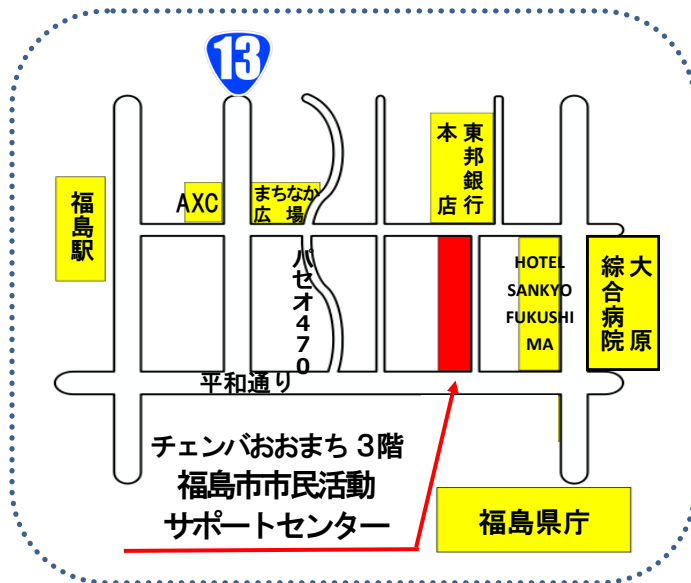 13
福島駅
AXC
まちなか
広場
東邦銀行
本店
パセオ470
HOTEL
SANKYO
FUKUSHI
MA
大原
綜合病院
平和通り
チェンバおおまち 3階
福島市市民活動
サポートセンター
福島県庁